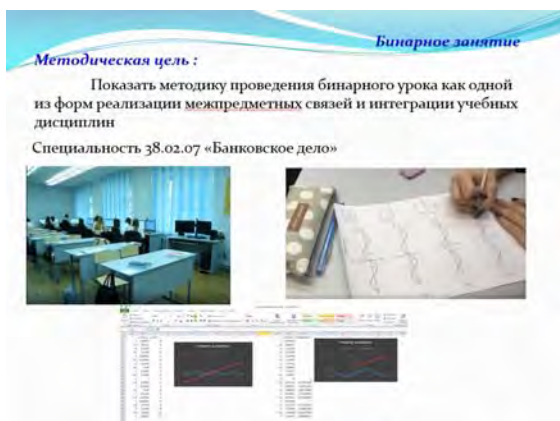 Бинарное занятие
Методическая цель :
Показать методику проведения бинарного урока как одной
из форм реализации межпредметных связей и интеграции учебных
дисциплин
Специальность 38.02.07 «Банковское дело»